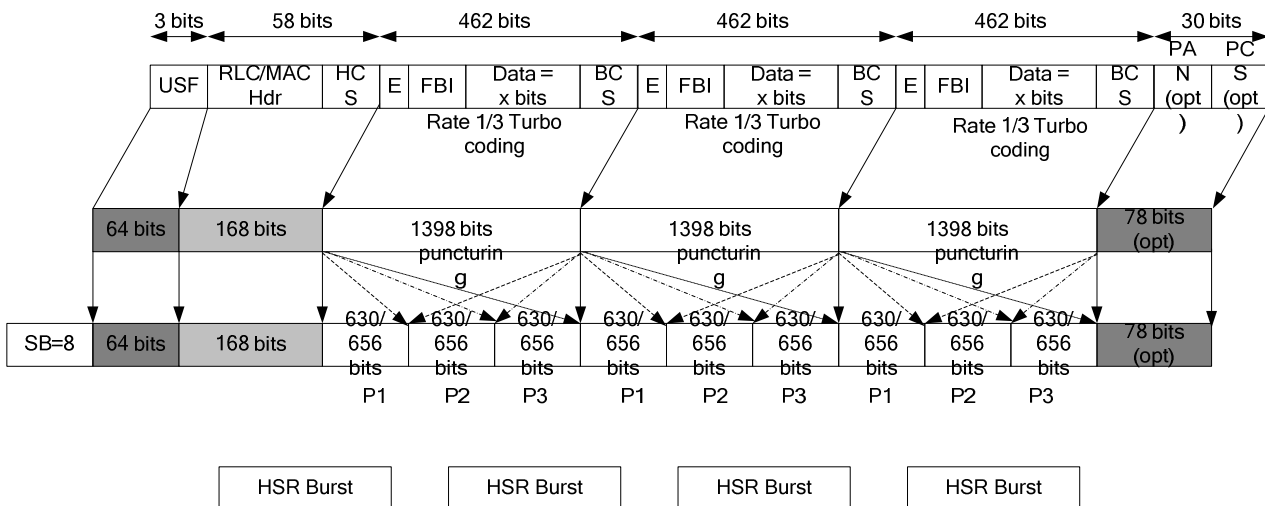 3 bits 58 bits 462 bits 462 bits 462 bits 30 bits
USF RLC/MAC Hdr HC S E FBI Data = x bits BC S E FBI Data = x bits BC S E FBI Data = x bits BC S PA N (opt ) PC S (opt )
Rate 1/3 Turbo coding Rate 1/3 Turbo coding Rate 1/3 Turbo coding
64 bits 168 bits 1398 bits puncturin g 1398 bits puncturin g 1398 bits puncturin g 78 bits (opt)
SB=8 64 bits 168 bits 630/ 656 bits 630/ 656 bits 630/ 656 bits 630/ 656 bits 630/ 656 bits 630/ 656 bits 630/ 656 bits 630/ 656 bits 630/ 656 bits 78 bits (opt)
P1 P2 P3 P1 P2 P3 P1 P2 P3
HSR Burst HSR Burst HSR Burst HSR Burst